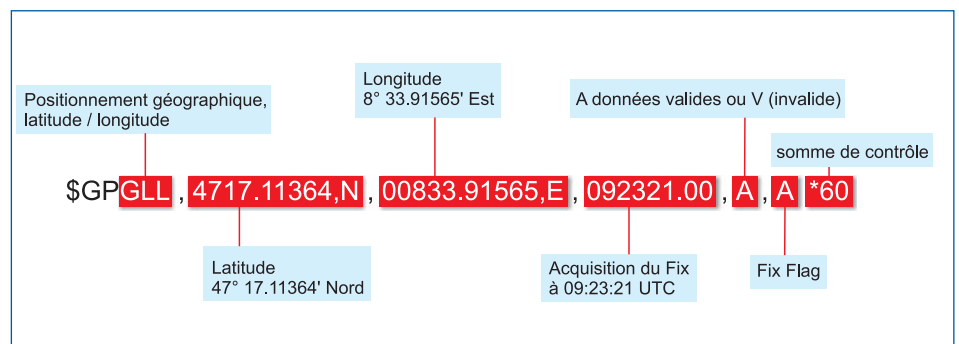 Longitude
8° 33.91565' Est
Positionnement géographique,
latitude / longitude
A données valides ou V (invalide)
somme de contrôle
$GPGLL , 4717.11364,N , 00833.91565,E , 092321.00 , A , A *60
Latitude
47° 17.11364' Nord
Acquisition du Fix
à 09:23:21 UTC
Fix Flag